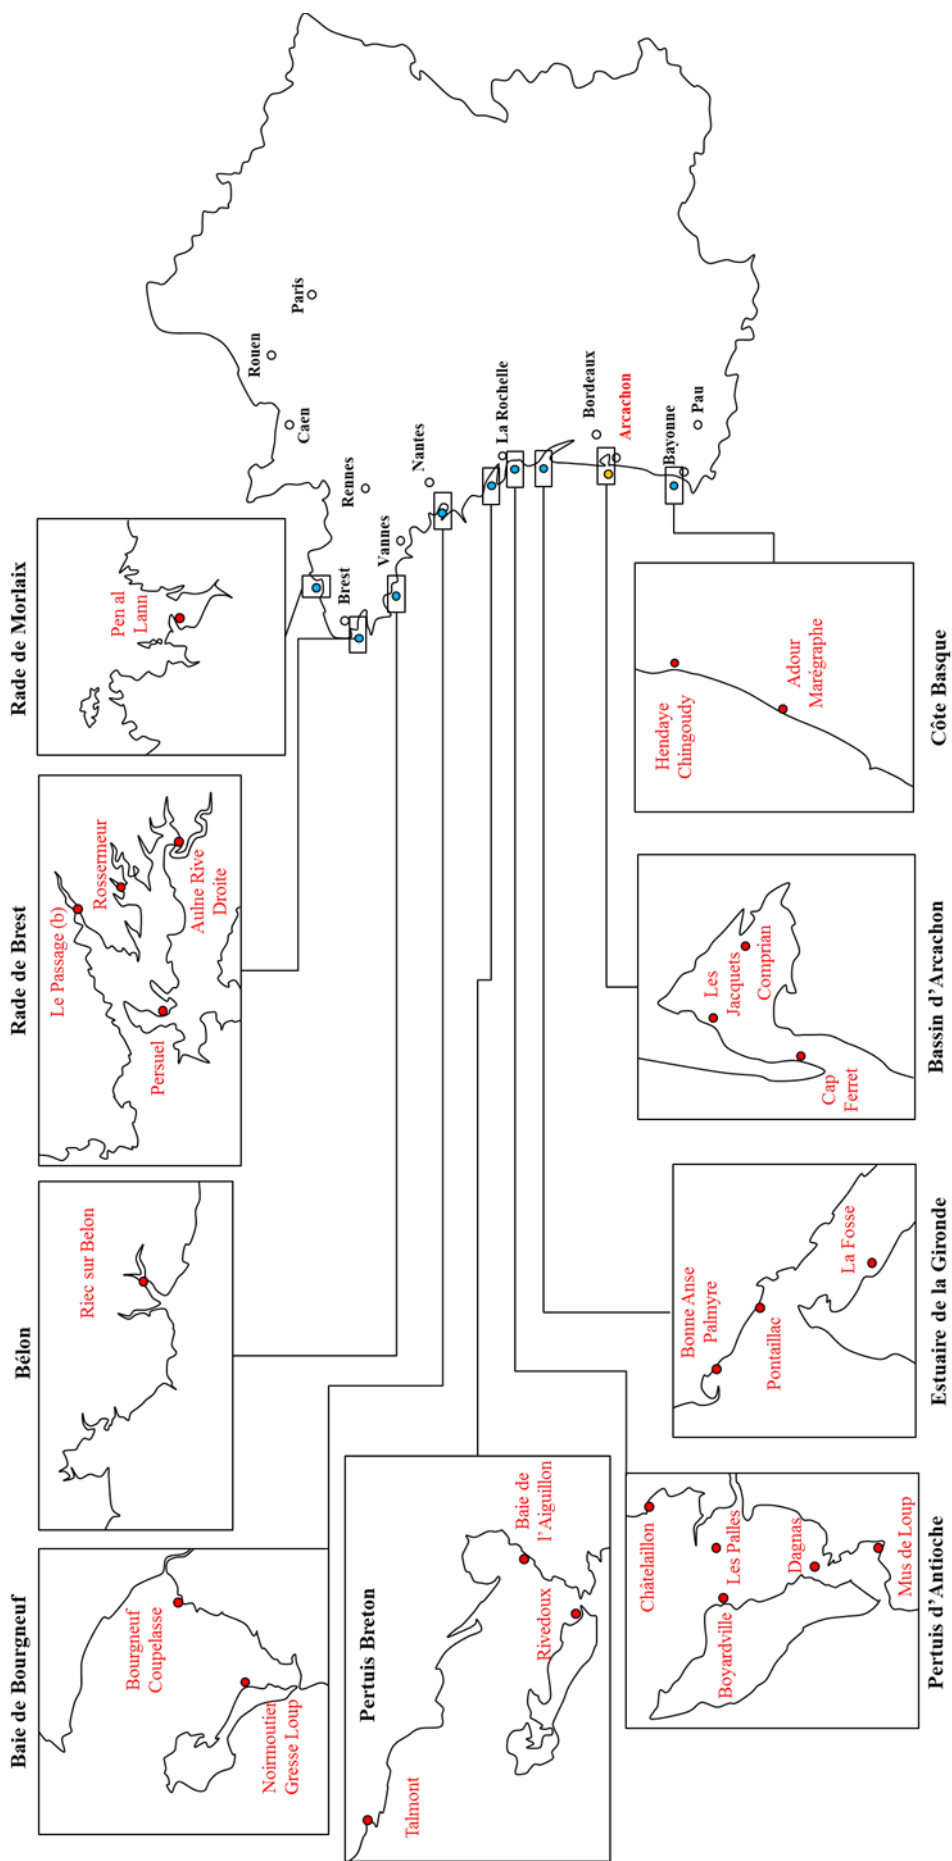 Baie de Bourgneuf
Bourgneuf
Coupelasse
Noirmoutier
Gresse Loup
Bélon
Riec sur Belon
Rade de Brest
Le Passage (b)
Rossermeur
Persuel
Aulne Rive
Droite
Rade de Morlaix
Pen al
Lann
Caen
Rouen
Paris
Brest
Rennes
Vannes
Nantes
La Rochelle
Bordeaux
Arcachon
Bayonne
Pau
Pertuis Breton
Talmont
Baie de
l’Aiguillon
Rivedoux
Châtelaillon
Les Palles
Boyardville
Dagnas
Mus de Loup
Pertuis d’Antioche
Bonne Anse
Palmyre
Pontaillac
La Fosse
Estuaire de la Gironde
Les
Jacquets
Comprian
Cap
Ferret
Bassin d’Arcachon
Hendaye
Chingoudy
Adour
Marégraphe
Côte Basque